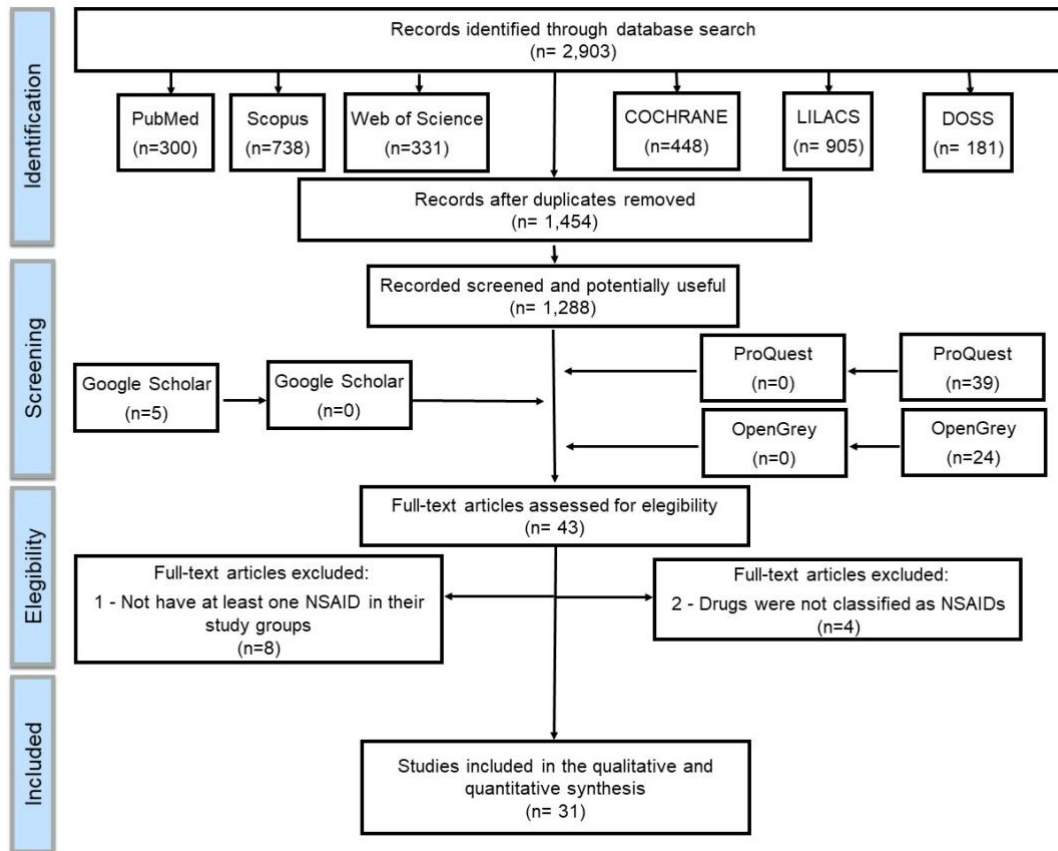 Identification
Records identified through database search
(n= 2,903)
PubMed
(n=300)
Scopus
(n=738)
Web of Science
(n=331)
COCHRANE
(n=448)
LILACS
(n= 905)
DOSS
(n= 181)
Records after duplicates removed
(n= 1,454)
Screening
Recorded screened and potentially useful
(n= 1,288)
Google Scholar
(n=5)
Google Scholar
(n=0)
ProQuest
(n=0)
ProQuest
(n=39)
OpenGrey
(n=0)
OpenGrey
(n=24)
Elegibility
Full-text articles assessed for elegibility
(n= 43)
Full-text articles excluded:
1 - Not have at least one NSAID in their
study groups
(n=8)
Full-text articles excluded:
2 - Drugs were not classified as NSAIDs
(n=4)
Included
Studies included in the qualitative and
quantitative synthesis
(n= 31)